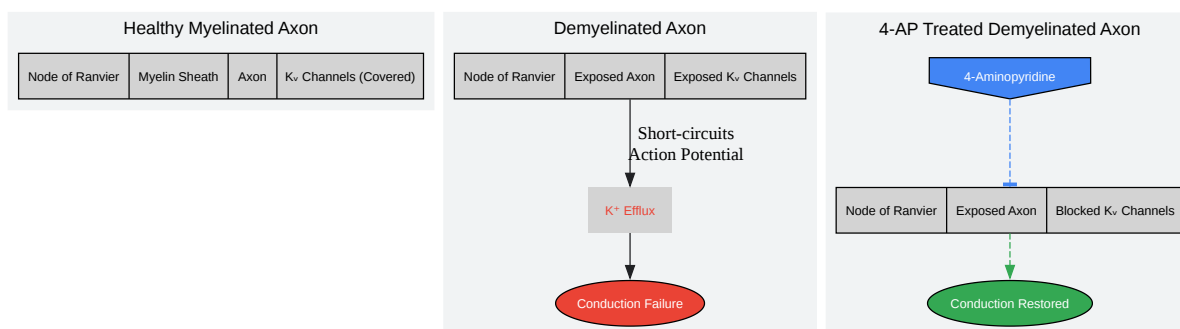 Healthy Myelinated Axon
Node of Ranvier
Myelin Sheath
Axon
Kᵥ Channels (Covered)
Demyelinated Axon
Node of Ranvier
Exposed Axon
Exposed Kᵥ Channels
Short-circuits
Action Potential
K⁺ Efflux
Conduction Failure
4-AP Treated Demyelinated Axon
4-Aminopyridine
Node of Ranvier
Exposed Axon
Blocked Kᵥ Channels
Conduction Restored